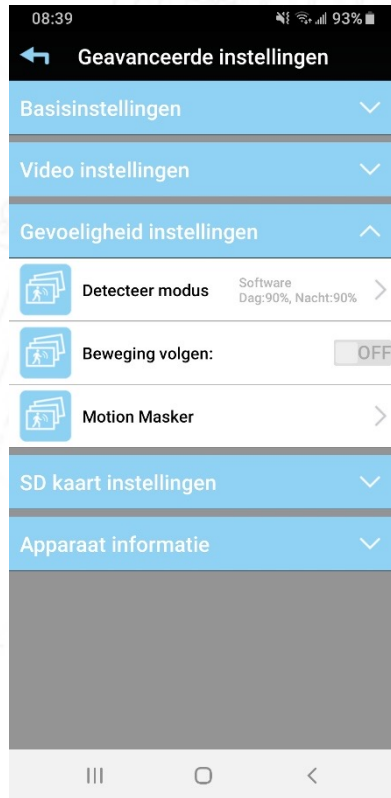 08:39 93%
Geavanceerde instellingen
Basisinstellingen
Video instellingen
Gevoeligheid instellingen
Detecteer modus
Software
Dag:90%, Nacht:90%
Beweging volgen:
OFF
Motion Masker
SD kaart instellingen
Apparaat informatie